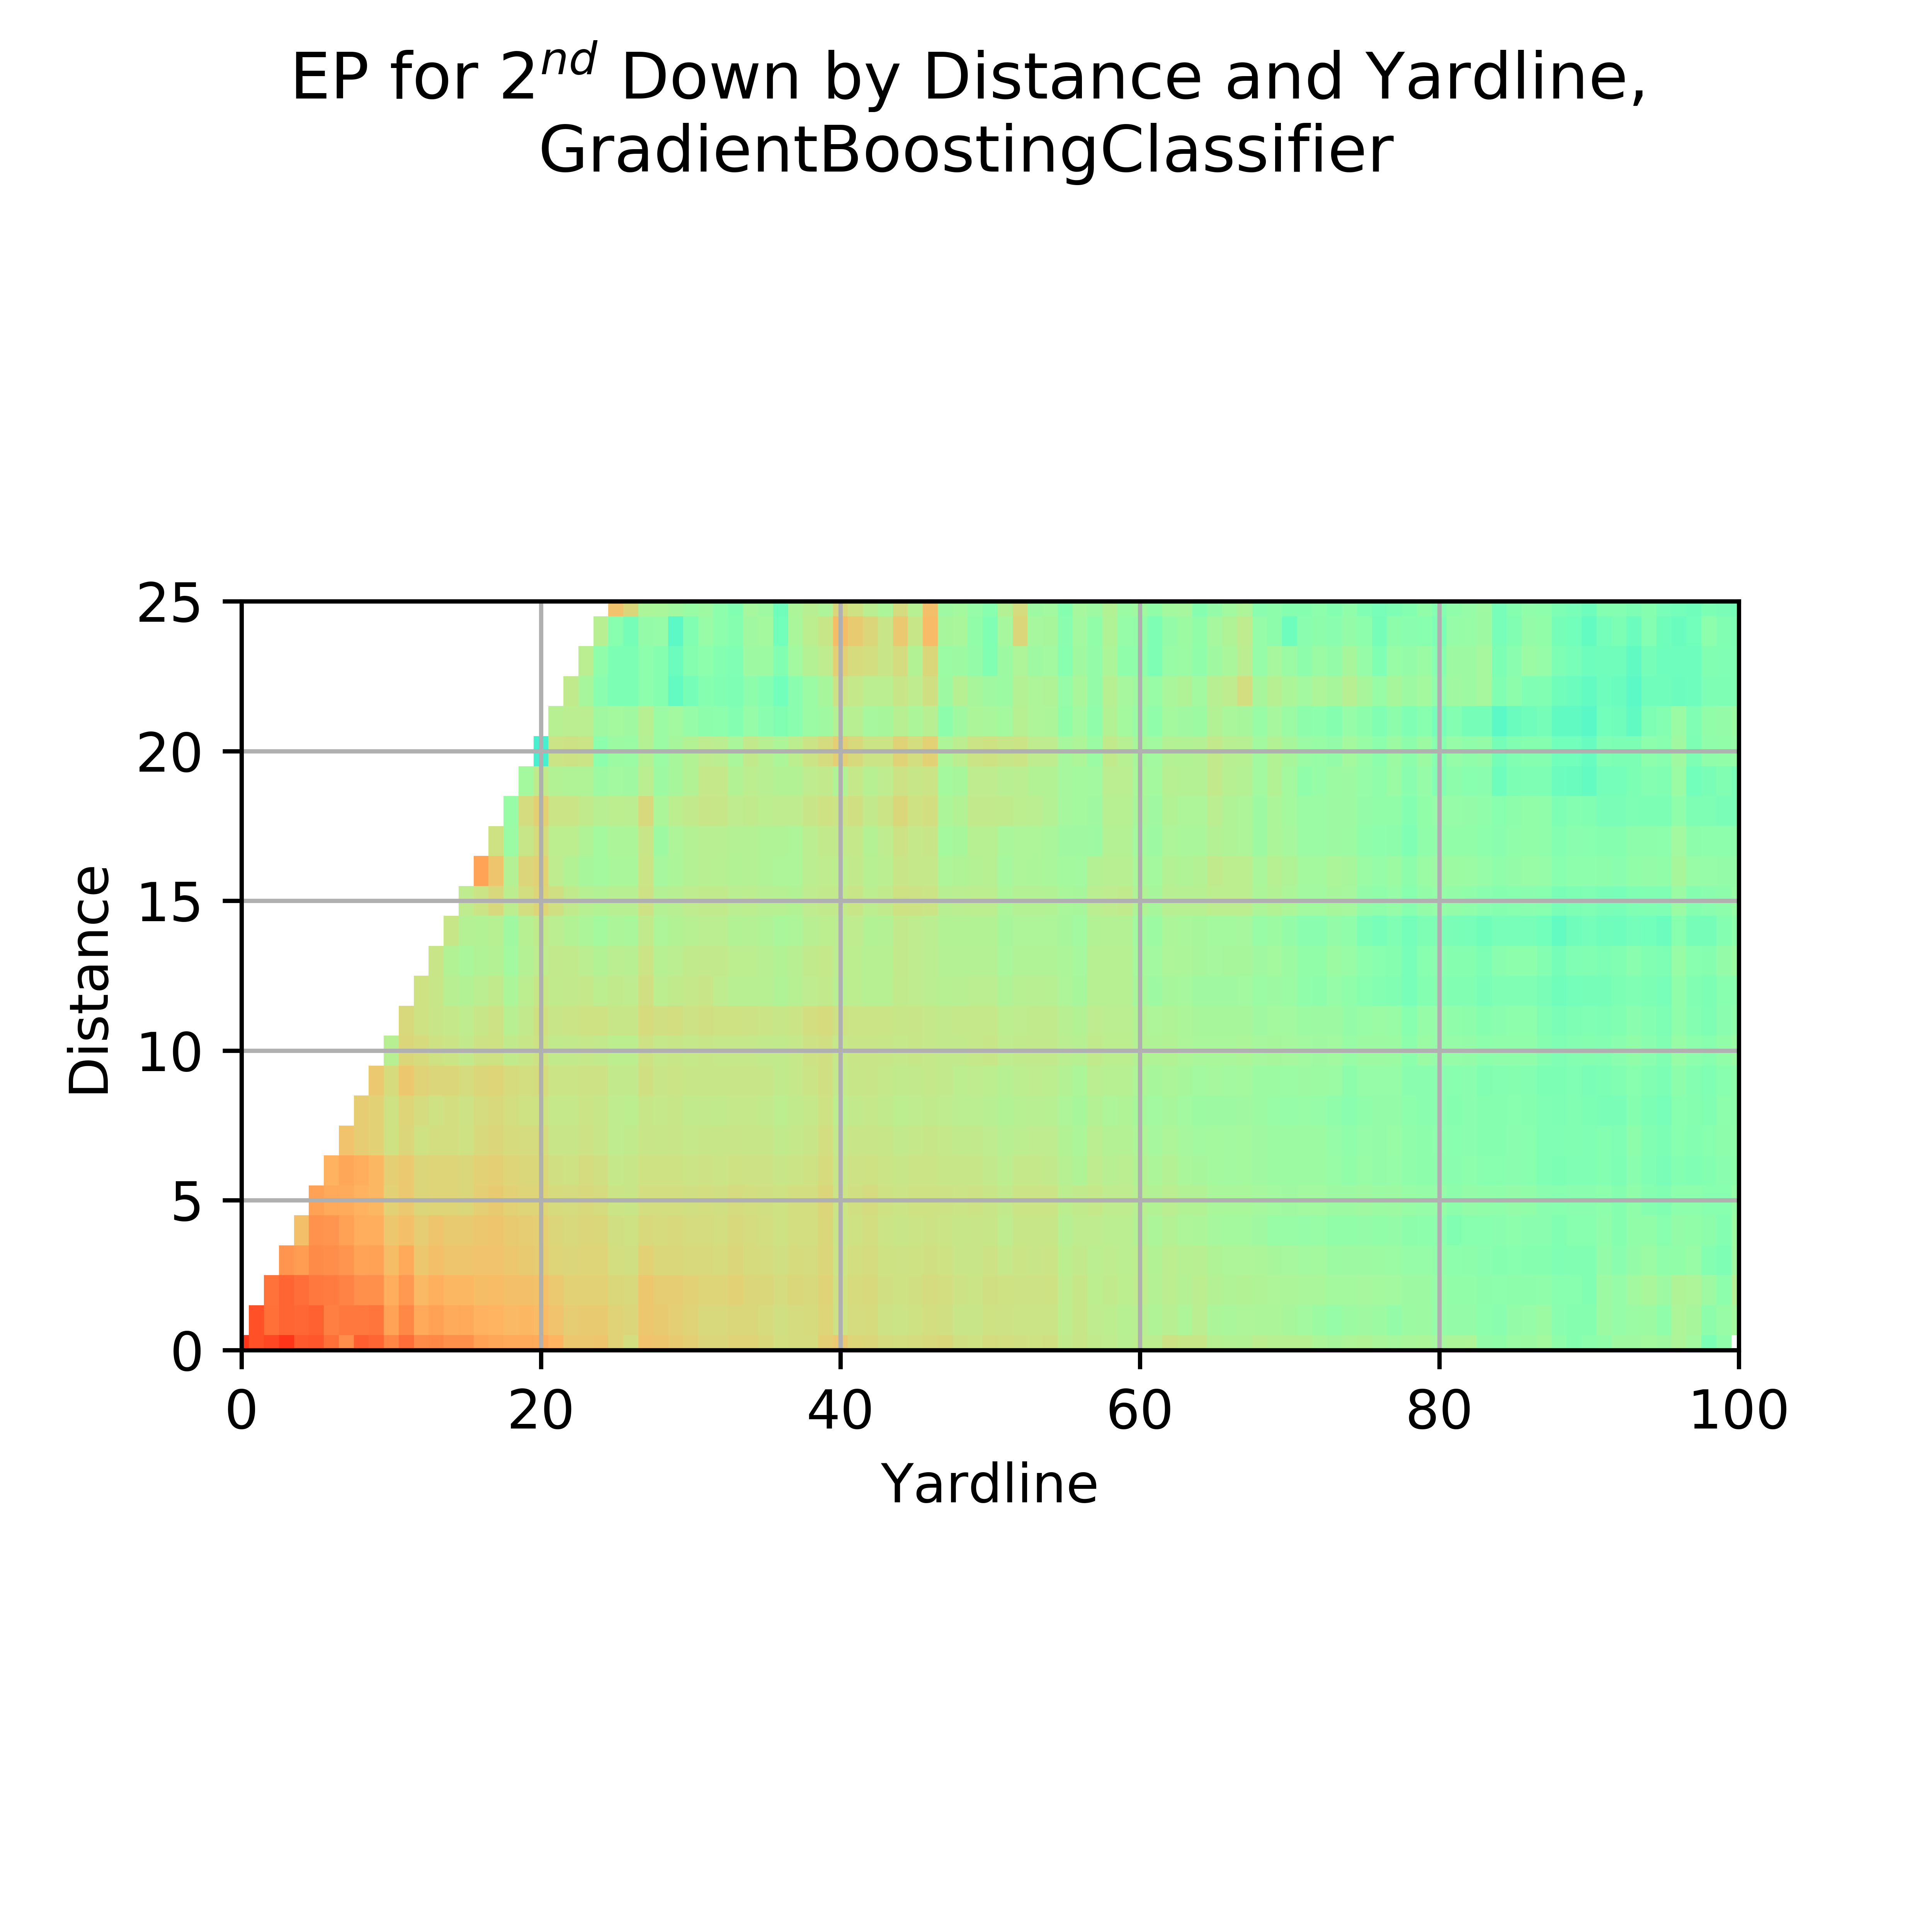 EP for 2nd Down by Distance and Yardline,
GradientBoostingClassifier
25
20
15
10
5
0
Distance
0 20 40 60 80 100
Yardline